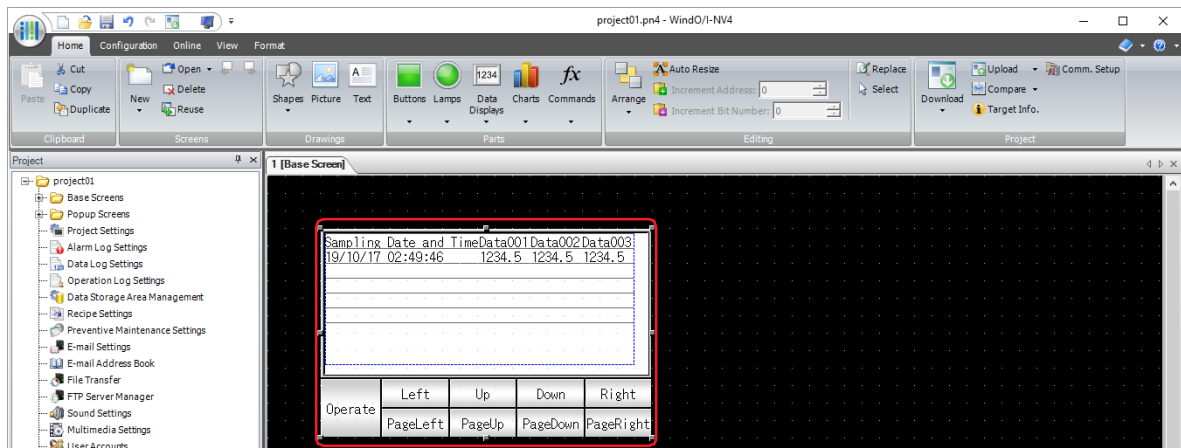 project01.pn4 - WindO/I-NV4
Home Configuration Online View Format
Paste
Cut
Copy
Duplicate
Clipboard
New
Open
Delete
Reuse
Screens
Shapes Picture Text
Drawings
Buttons Lamps 1234 Data Displays Charts fx Commands
Parts
Arrange
Auto Resize
Increment Address: 0
Increment Bit Number: 0
Replace
Select
Editing
Download
Upload
Compare
Target Info.
Comm. Setup
Project
Project
project01
Base Screens
Popup Screens
Project Settings
Alarm Log Settings
Data Log Settings
Operation Log Settings
Data Storage Area Management
Recipe Settings
Preventive Maintenance Settings
E-mail Settings
E-mail Address Book
File Transfer
FTP Server Manager
Sound Settings
Multimedia Settings
User Accounts
1 [Base Screen]
Sampling Date and TimeData001Data002Data003
19/10/17 02:49:46 1234.5 1234.5 1234.5
Operate
Left Up Down Right
PageLeft PageUp PageDown PageRight